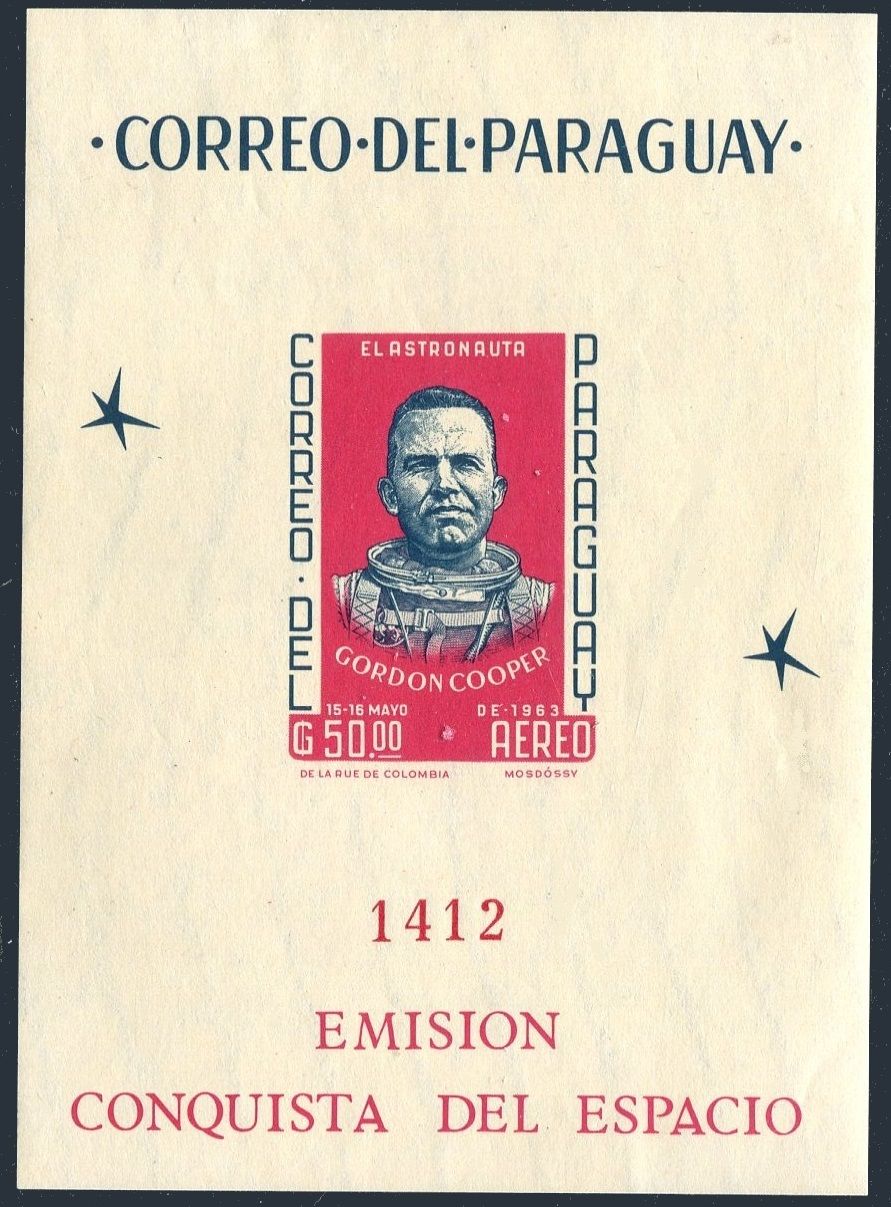 ·CORREO·DEL·PARAGUAY·
CORREO·DEL
EL ASTRONAUTA
PARAGUAY
GORDON COOPER
15-16 MAYO DE-1963
₲ 50.00 AEREO
DE LA RUE DE COLOMBIA MOSDÓSSY
1412
EMISION
CONQUISTA DEL ESPACIO